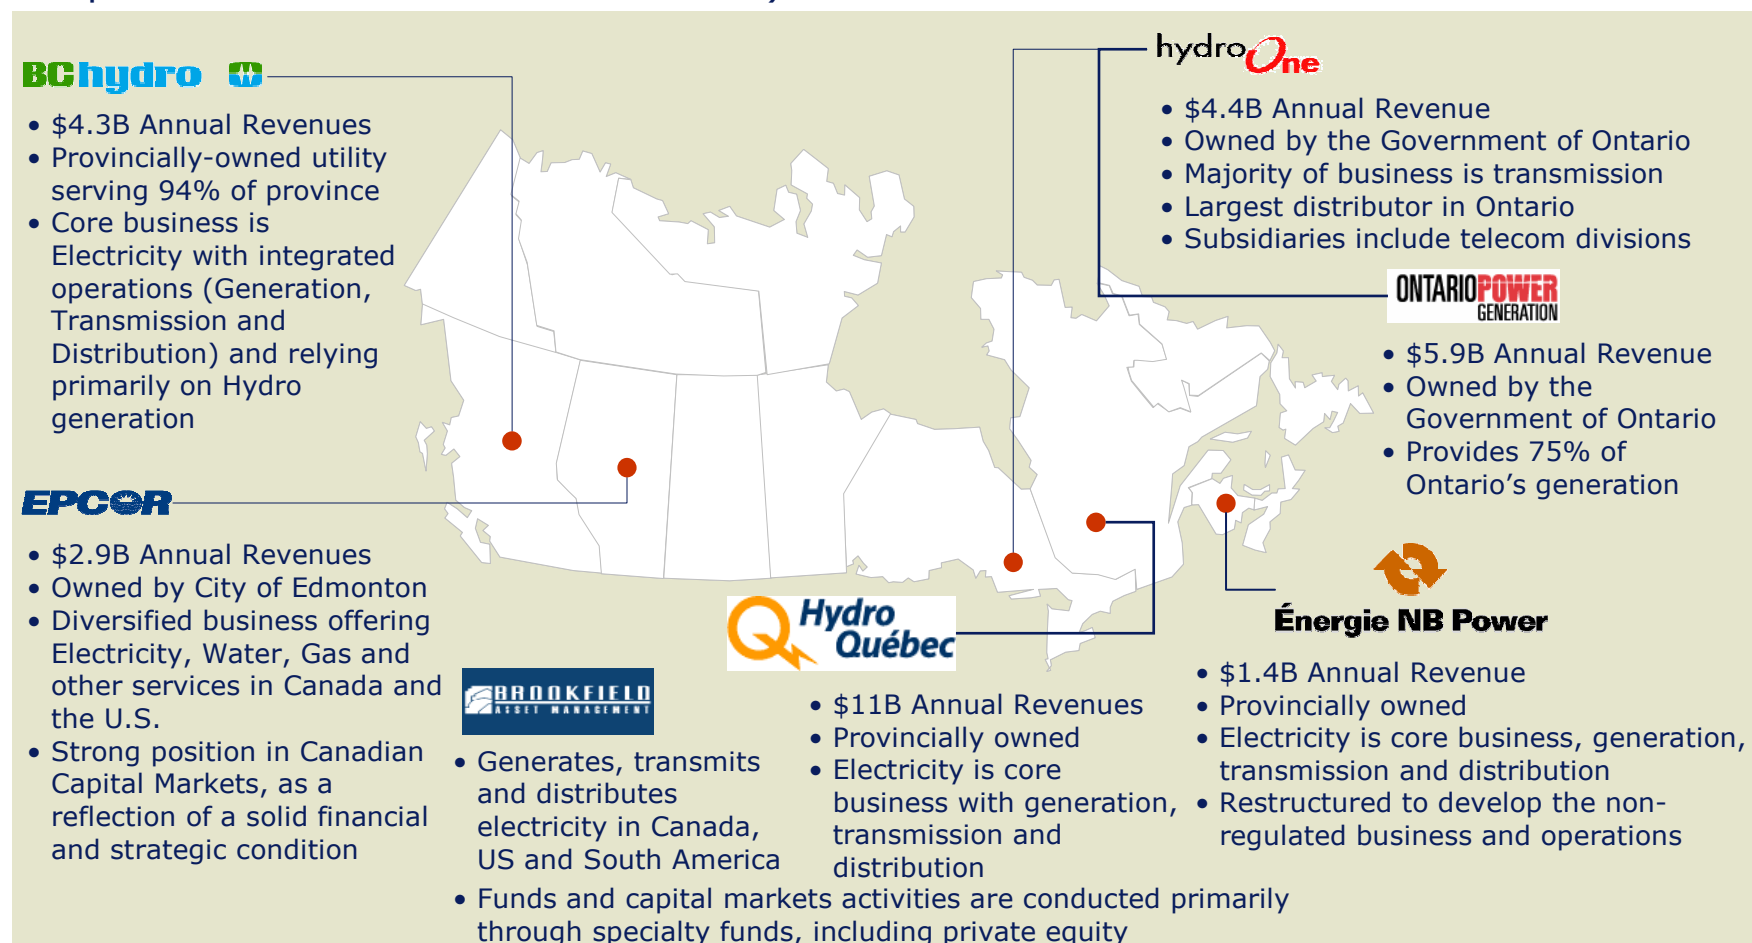 BC hydro
• $4.3B Annual Revenues
• Provincially-owned utility
serving 94% of province
• Core business is
Electricity with integrated
operations (Generation,
Transmission and
Distribution) and relying
primarily on Hydro
generation
EPCOR
• $2.9B Annual Revenues
• Owned by City of Edmonton
• Diversified business offering
Electricity, Water, Gas and
other services in Canada and
the U.S.
• Strong position in Canadian
Capital Markets, as a
reflection of a solid financial
and strategic condition
BROOKFIELD
ASSET MANAGEMENT
• Generates, transmits
and distributes
electricity in Canada,
US and South America
• Funds and capital markets activities are conducted primarily
through specialty funds, including private equity
Hydro
Québec
• $11B Annual Revenues
• Provincially owned
• Electricity is core
business with generation,
transmission and
distribution
hydroOne
• $4.4B Annual Revenue
• Owned by the Government of Ontario
• Majority of business is transmission
• Largest distributor in Ontario
• Subsidiaries include telecom divisions
ONTARIOPOWER
GENERATION
• $5.9B Annual Revenue
• Owned by the
Government of Ontario
• Provides 75% of
Ontario’s generation
Énergie NB Power
• $1.4B Annual Revenue
• Provincially owned
• Electricity is core business, generation,
transmission and distribution
• Restructured to develop the non-
regulated business and operations